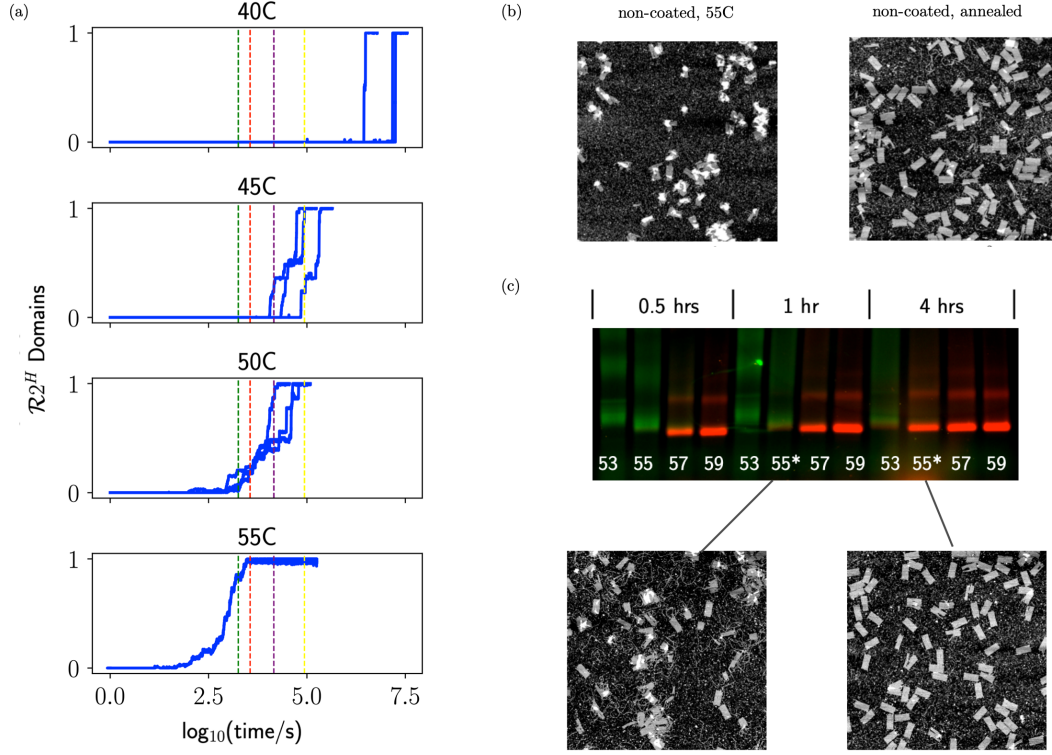 (a)
40C
1
0
45C
1
0
50C
1
0
55C
1
0
0.0 2.5 5.0 7.5
log10(time/s)
R2^H Domains
(b)
non-coated, 55C non-coated, annealed
(c)
0.5 hrs 1 hr 4 hrs
53 55 57 59 53 55* 57 59 53 55* 57 59